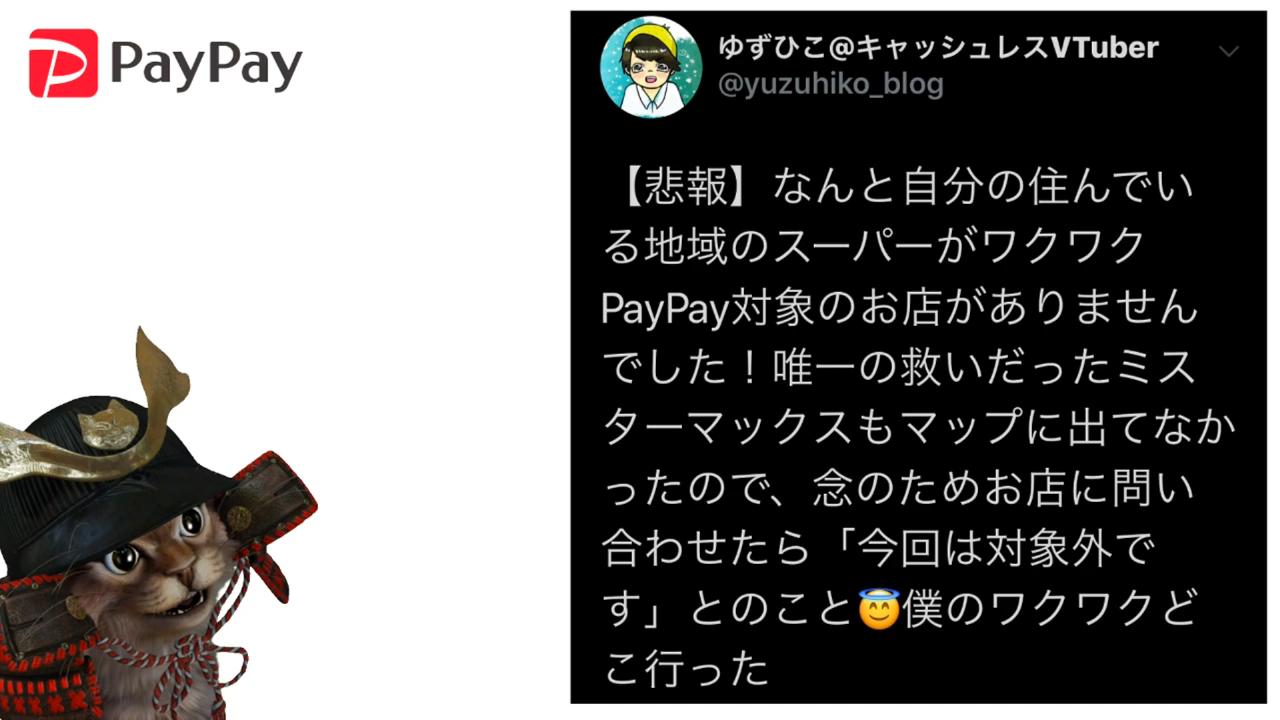 PayPay
ゆずひこ@キャッシュレスVTuber
@yuzuhiko_blog
【悲報】なんと自分の住んでい
る地域のスーパーがワクワク
PayPay対象のお店がありません
でした！唯一の救いだったミス
ターマックスもマップに出てなか
ったので、念のためお店に問い
合わせたら「今回は対象外で
す」とのこと😇僕のワクワクど
こ行った